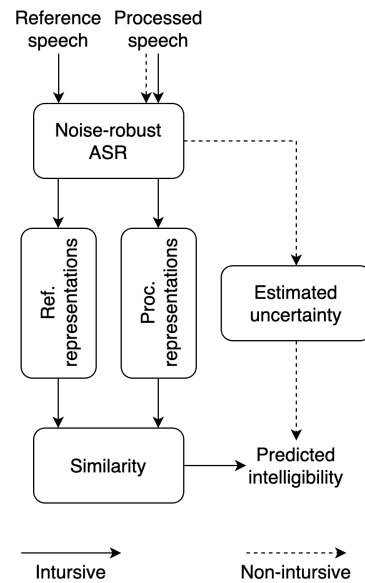 Reference
speech
Processed
speech
Noise-robust
ASR
Ref.
representations
Proc.
representations
Estimated
uncertainty
Similarity
Predicted
intelligibility
Intursive
Non-intursive